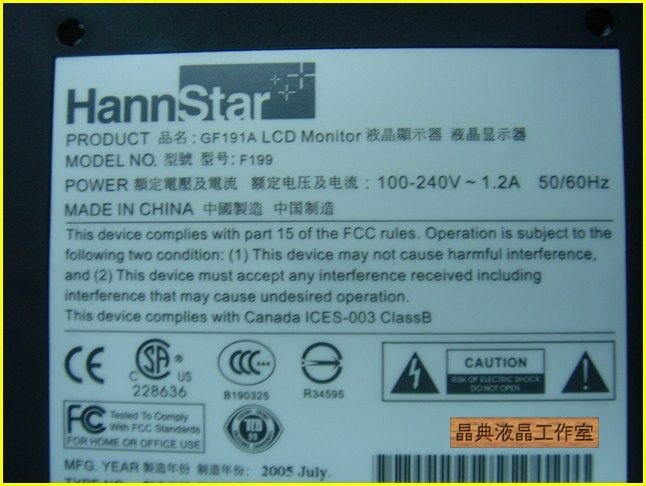 HannStar
PRODUCT 品名: GF191A LCD Monitor 液晶顯示器 液晶显示器
MODEL NO. 型號 型号: F199
POWER 額定電壓及電流 额定电压及电流: 100-240V ~ 1.2A 50/60Hz
MADE IN CHINA 中國製造 中国制造
This device complies with part 15 of the FCC rules. Operation is subject to the
following two condition: (1) This device may not cause harmful interference,
and (2) This device must accept any interference received including
interference that may cause undesired operation.
This device complies with Canada ICES-003 ClassB
CE
SA ®
C US
228636
CCC
B190325
R34595
CAUTION
RISK OF ELECTRIC SHOCK
DO NOT OPEN
FC Tested To Comply
With FCC Standards
FOR HOME OR OFFICE USE
TCO
99
晶典液晶工作室
MFG. YEAR 製造年份 制造年份: 2005 July.